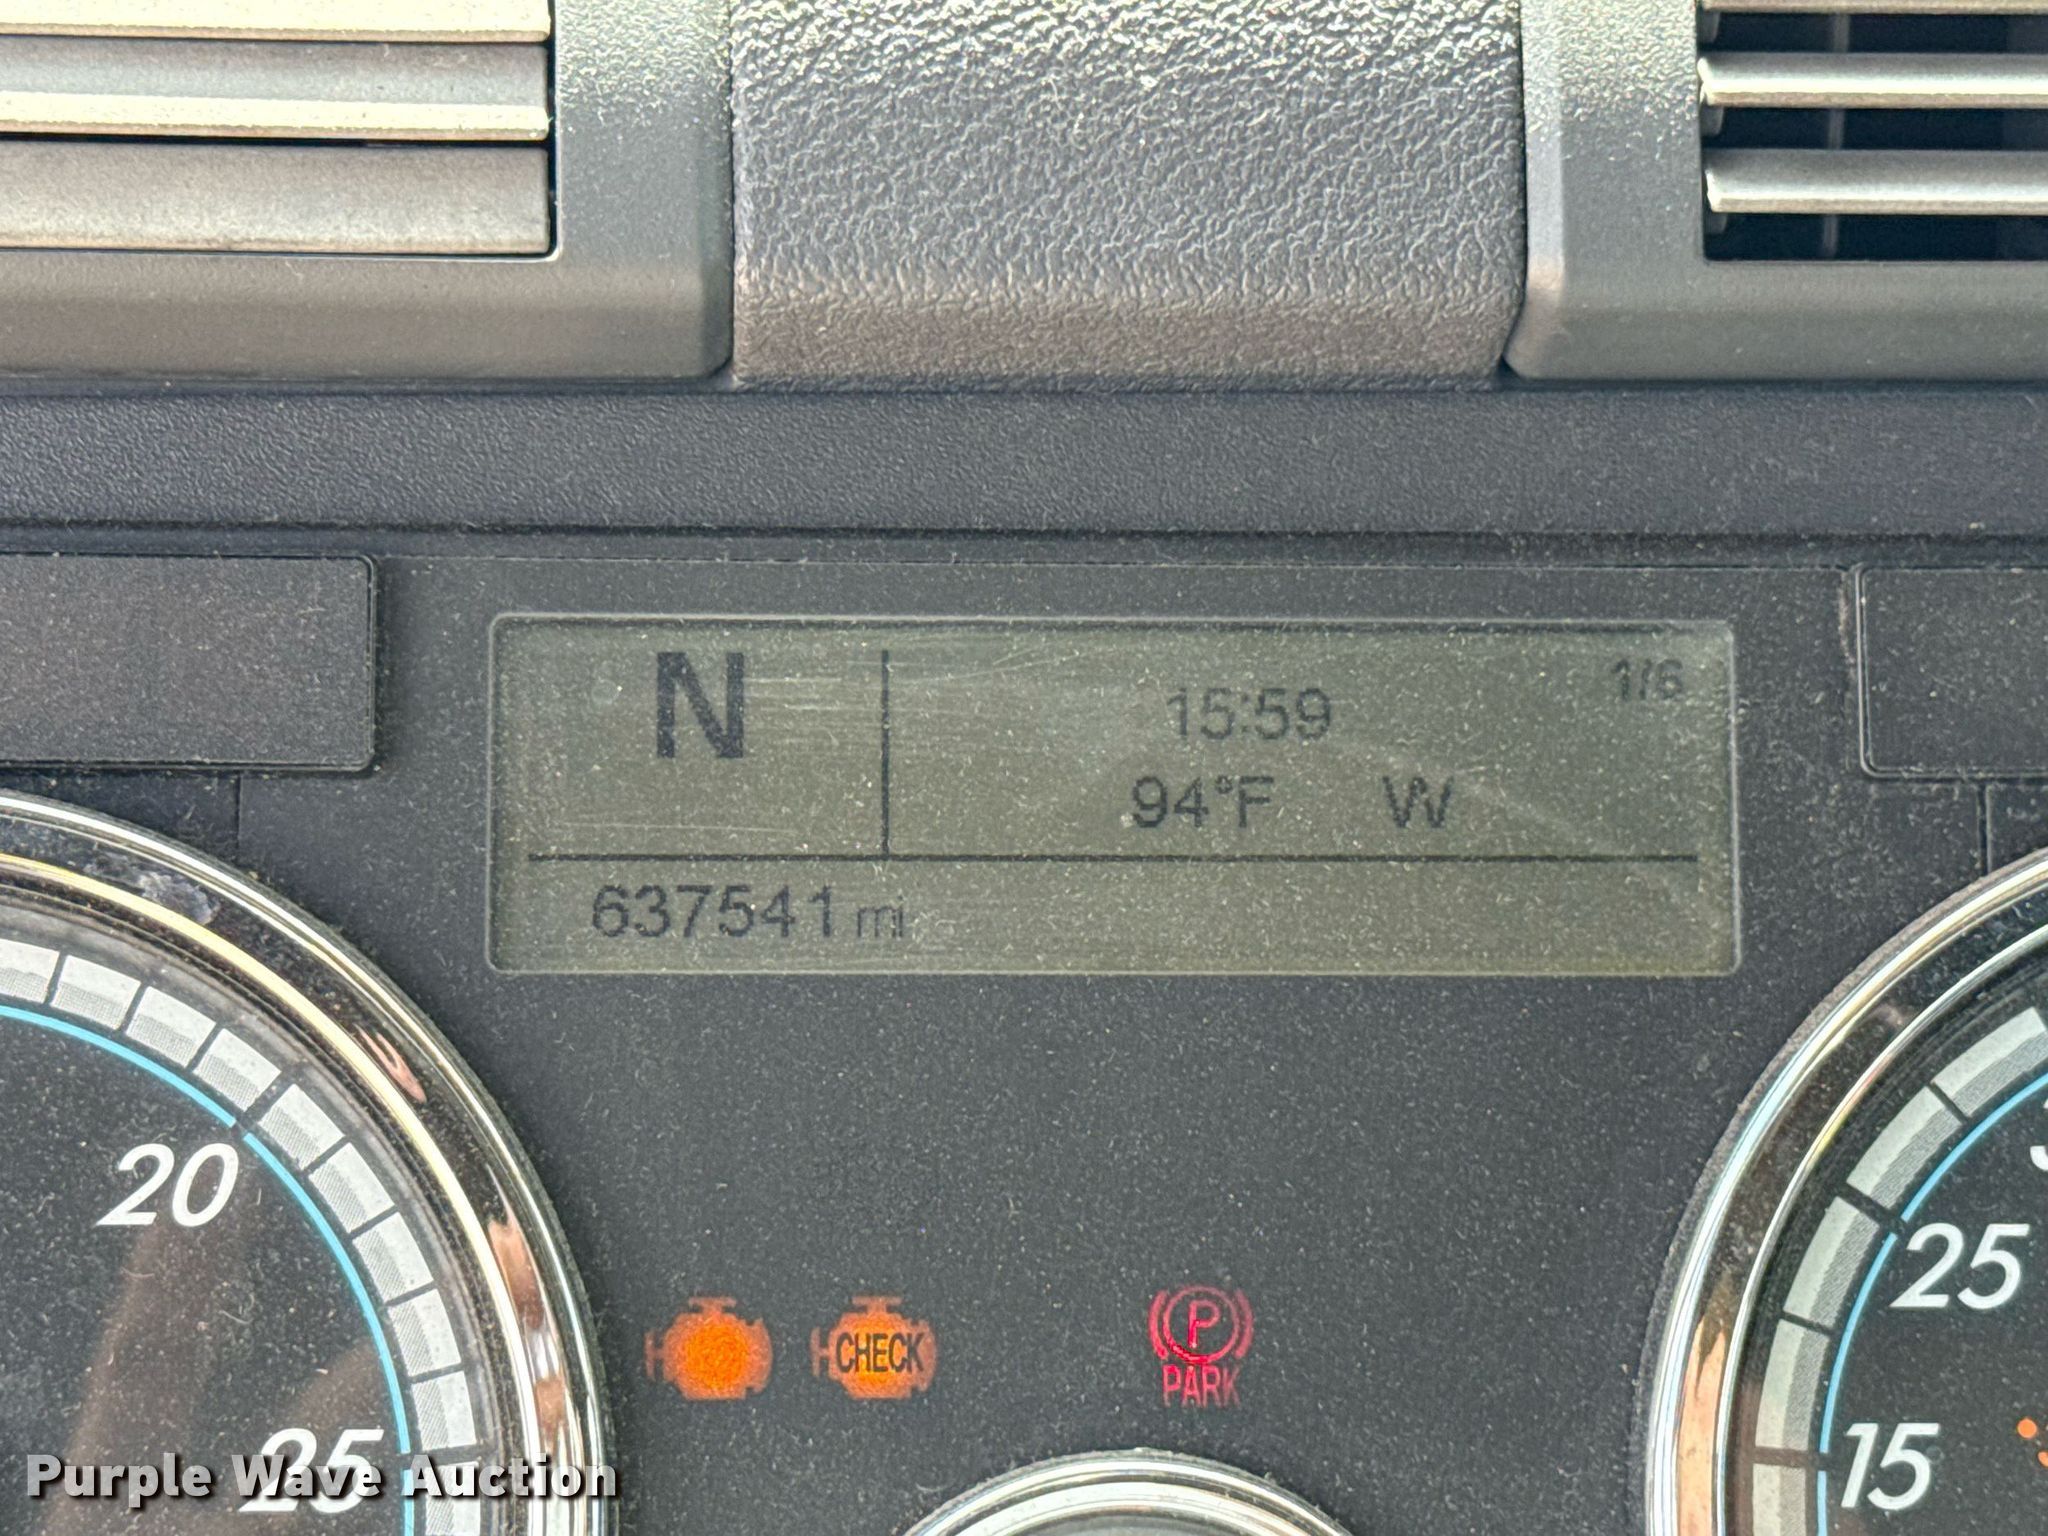 N
15:59
1/6
94°F W
637541 mi
20
25
25
15
CHECK
P
PARK
Purple Wave Auction